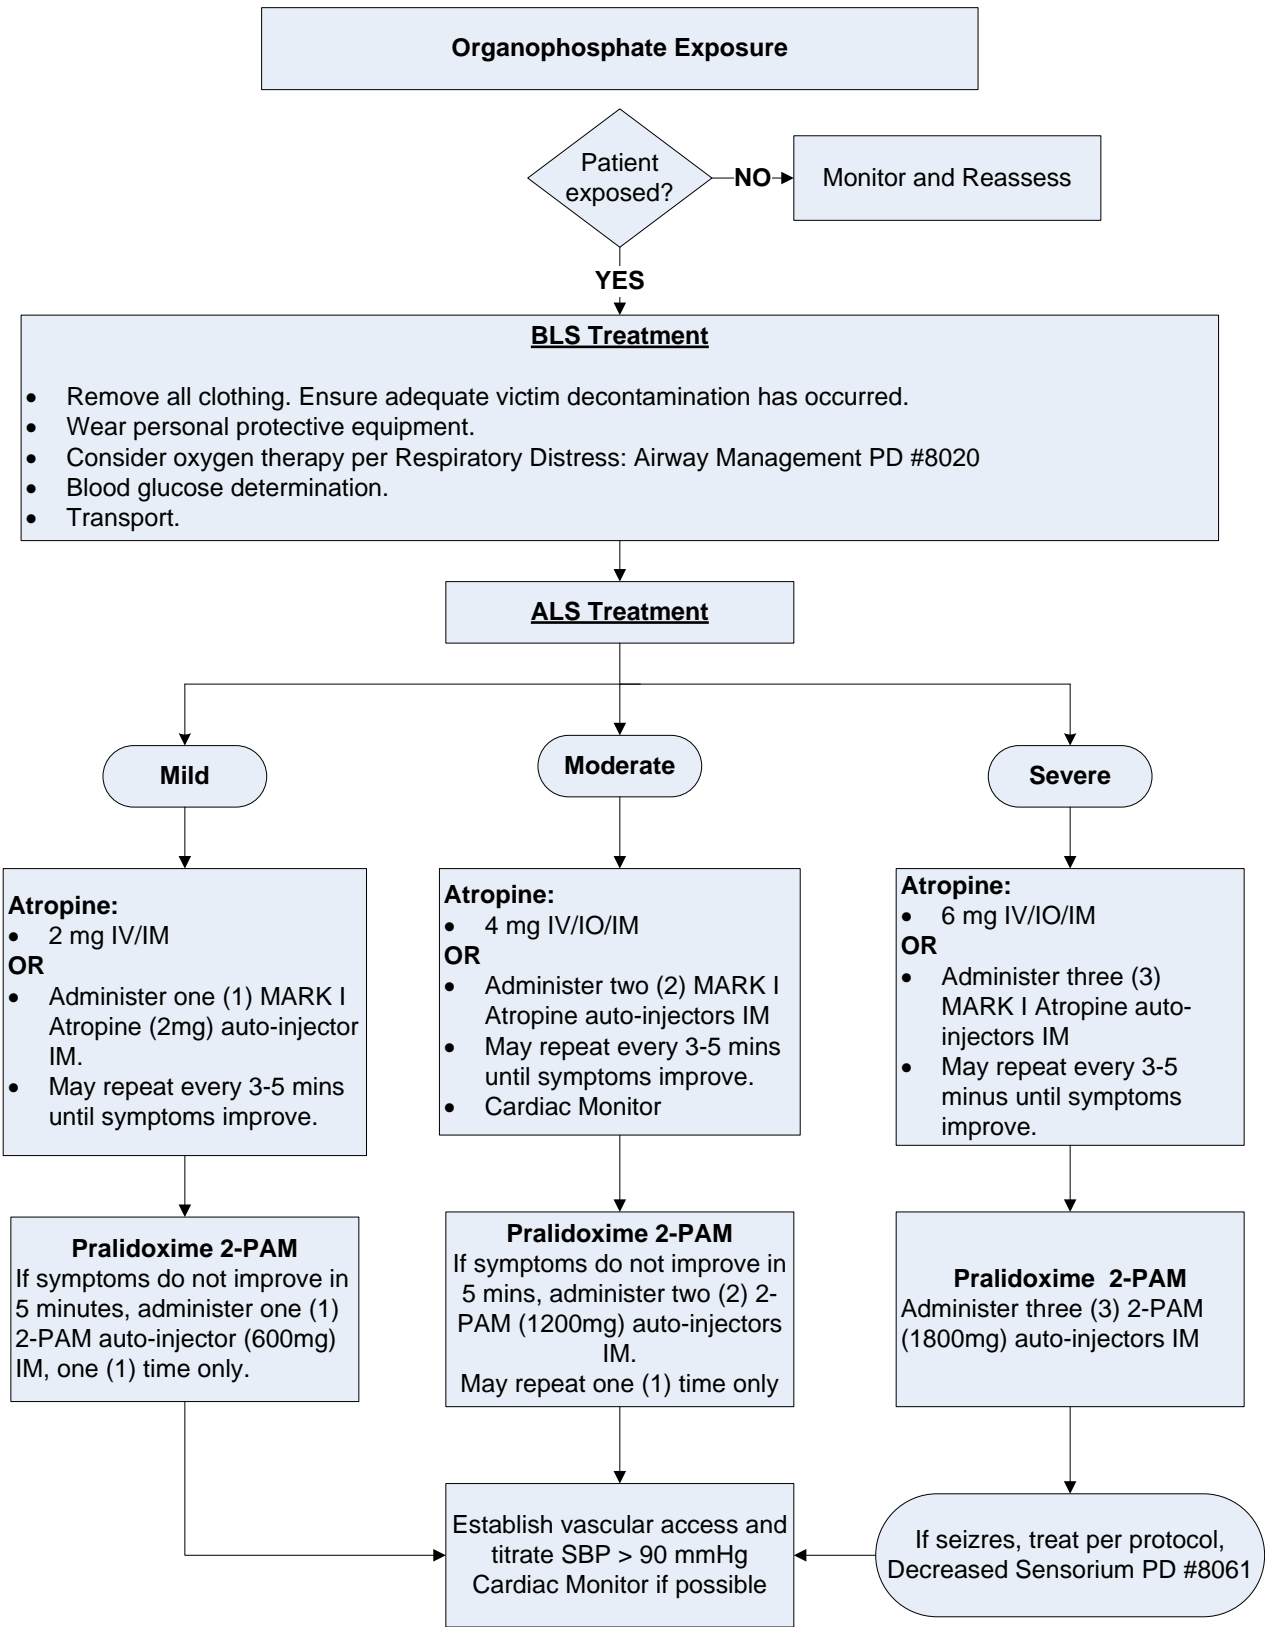 Organophosphate Exposure
Patient
exposed?
NO
Monitor and Reassess
YES
BLS Treatment
• Remove all clothing. Ensure adequate victim decontamination has occurred.
• Wear personal protective equipment.
• Consider oxygen therapy per Respiratory Distress: Airway Management PD #8020
• Blood glucose determination.
• Transport.
ALS Treatment
Mild
Moderate
Severe
Atropine:
• 2 mg IV/IM
OR
• Administer one (1) MARK I
Atropine (2mg) auto-injector
IM.
• May repeat every 3-5 mins
until symptoms improve.
Atropine:
• 4 mg IV/IO/IM
OR
• Administer two (2) MARK I
Atropine auto-injectors IM
• May repeat every 3-5 mins
until symptoms improve.
• Cardiac Monitor
Atropine:
• 6 mg IV/IO/IM
OR
• Administer three (3)
MARK I Atropine auto-
injectors IM
• May repeat every 3-5
minus until symptoms
improve.
Pralidoxime 2-PAM
If symptoms do not improve in
5 minutes, administer one (1)
2-PAM auto-injector (600mg)
IM, one (1) time only.
Pralidoxime 2-PAM
If symptoms do not improve in
5 mins, administer two (2) 2-
PAM (1200mg) auto-injectors
IM.
May repeat one (1) time only
Pralidoxime 2-PAM
Administer three (3) 2-PAM
(1800mg) auto-injectors IM
Establish vascular access and
titrate SBP > 90 mmHg
Cardiac Monitor if possible
If seizres, treat per protocol,
Decreased Sensorium PD #8061